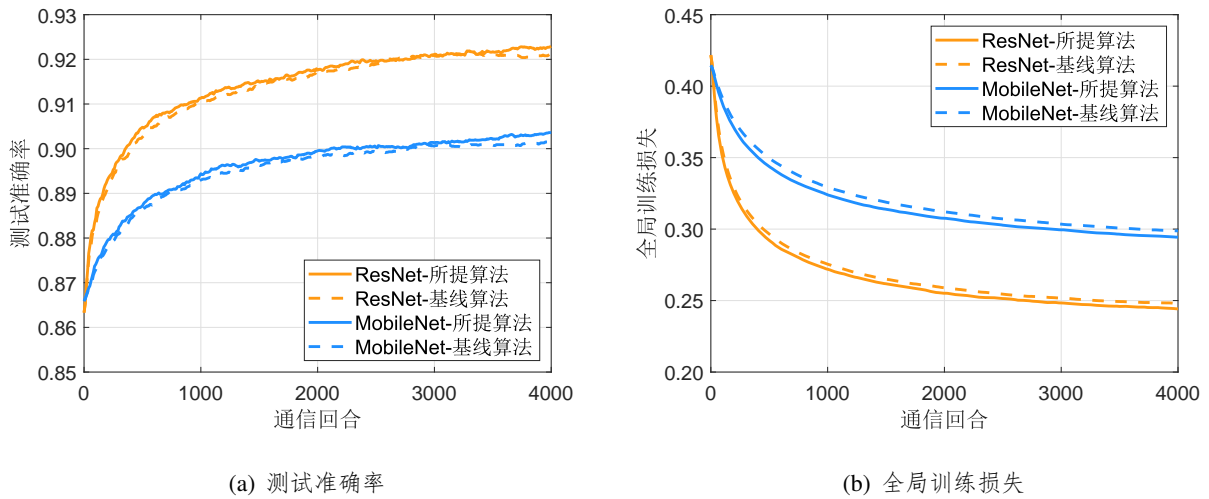 0.93
0.92
0.91
0.90
0.89
0.88
0.87
0.86
0.85
测试准确率
ResNet-所提算法
ResNet-基线算法
MobileNet-所提算法
MobileNet-基线算法
0 1000 2000 3000 4000
通信回合
(a) 测试准确率
0.45
0.40
0.35
0.30
0.25
0.20
全局训练损失
ResNet-所提算法
ResNet-基线算法
MobileNet-所提算法
MobileNet-基线算法
0 1000 2000 3000 4000
通信回合
(b) 全局训练损失